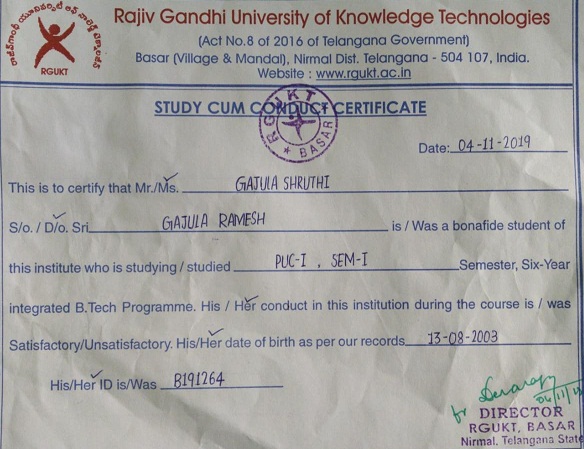 RGUKT
Rajiv Gandhi University of Knowledge Technologies
(Act No.8 of 2016 of Telangana Government)
Basar (Village & Mandal), Nirmal Dist. Telangana - 504 107, India.
Website : www.rgukt.ac.in
STUDY CUM CONDUCT CERTIFICATE
RGUKT
★ BASAR
Date: 04-11-2019
This is to certify that Mr./Ms. GAJULA SHRUTHI
S/o. / D/o. Sri GAJULA RAMESH is / Was a bonafide student of
this institute who is studying / studied PUC-I , SEM-I Semester, Six-Year
integrated B.Tech Programme. His / Her conduct in this institution during the course is / was
Satisfactory/Unsatisfactory. His/Her date of birth as per our records 13-08-2003
His/Her ID is/Was B191264
for
DIRECTOR
RGUKT, BASAR
Nirmal, Telangana State